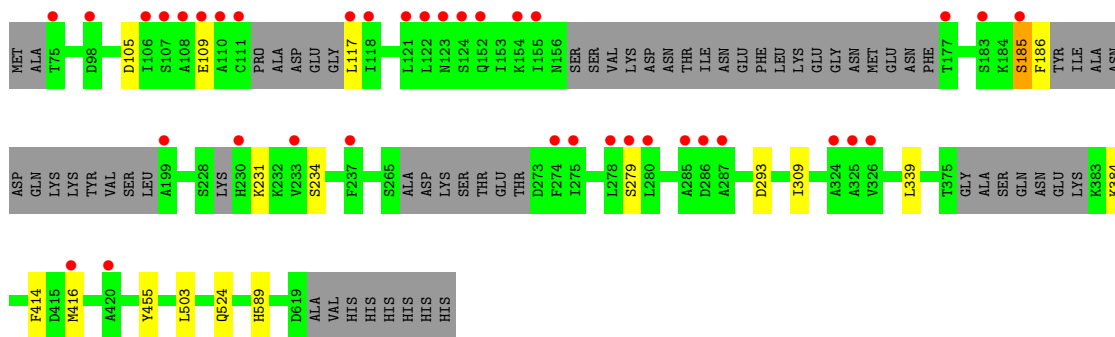 MET ALA T75 D98 D105 I106 S107 A108 E109 A110 C111 PRO ALA ASP GLU GLY L117 I118 L121 L122 N123 S124 Q152 I153 K154 I155 N156 SER SER VAL LYS ASP ASN THR ILE ASN GLU PHE LEU LYS GLU GLY ASN MET GLU ASN PHE T177 S183 K184 S185 F186 TYR ILE ALA ASN
ASP GLN LYS LYS TYR VAL SER LEU A199 S228 LYS H230 K231 K232 V233 S234 F237 S265 ALA ASP LYS SER THR GLU THR D273 F274 I275 L278 S279 L280 A285 D286 A287 D293 I309 A324 A325 V326 L339 T375 GLY ALA SER GLN ASN GLU LYS K383 K384
F414 D415 M416 A420 Y455 L503 Q524 H589 D619 ALA VAL HIS HIS HIS HIS HIS HIS